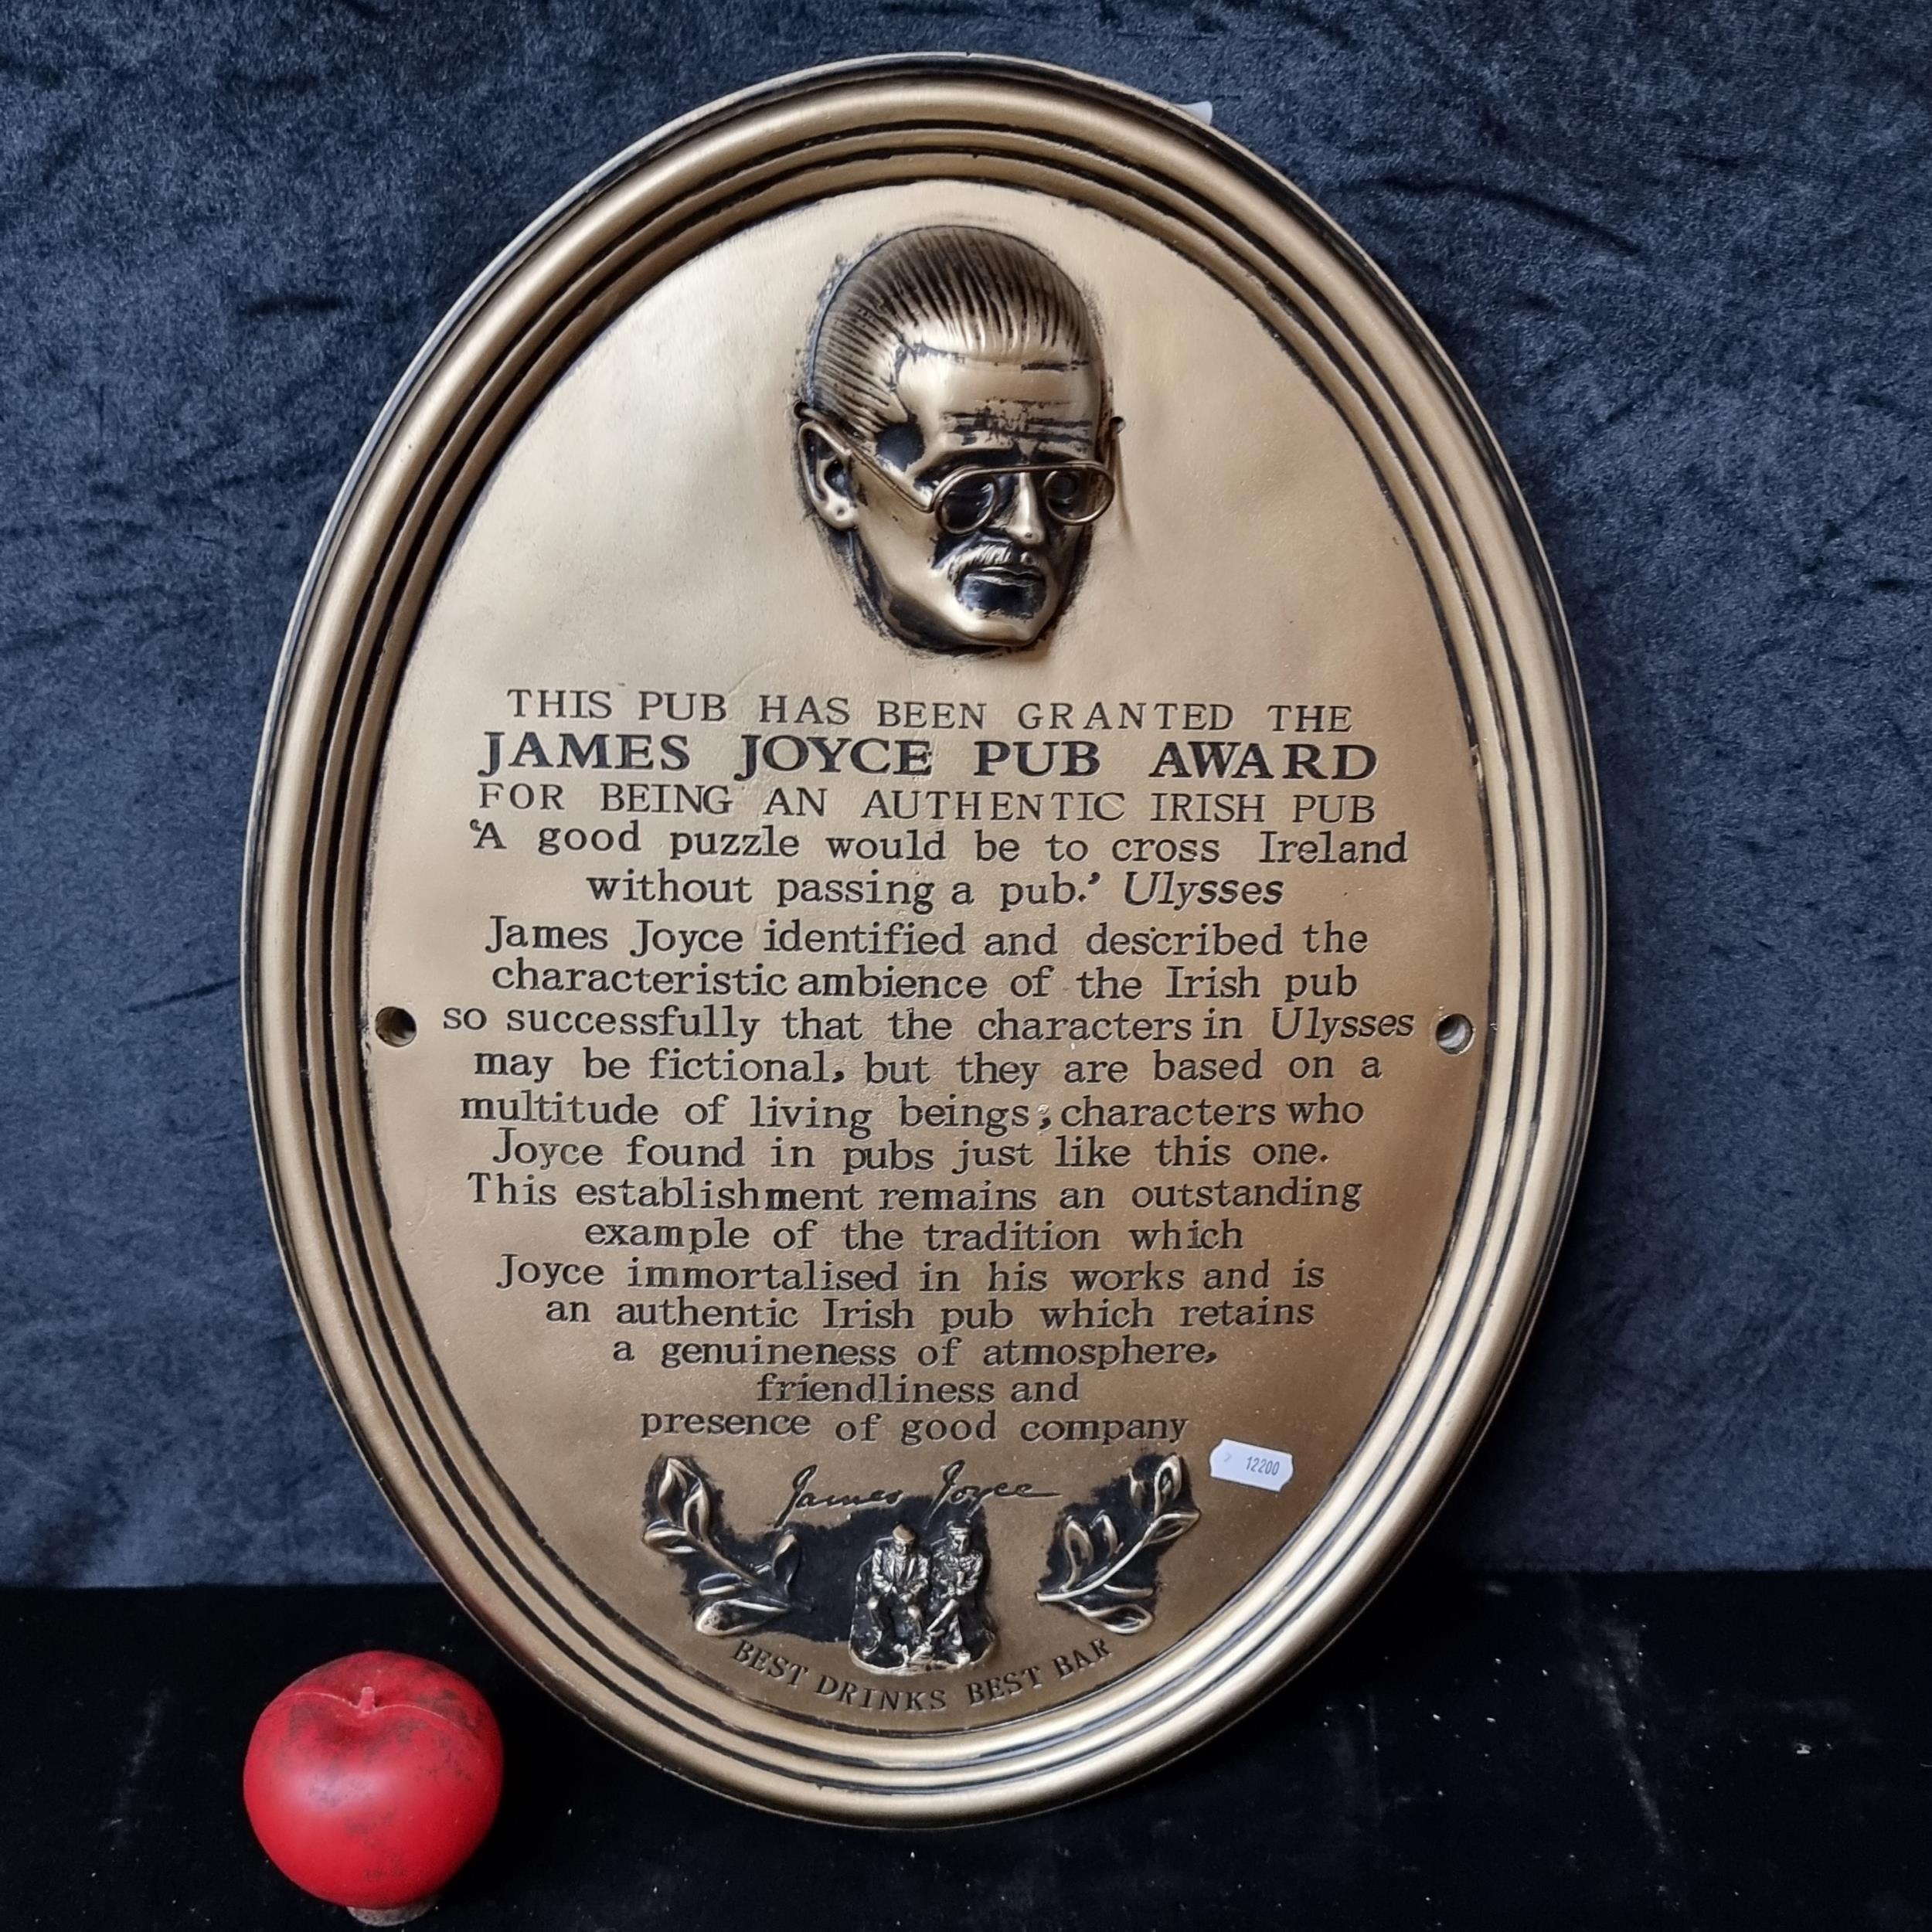 THIS PUB HAS BEEN GRANTED THE
JAMES JOYCE PUB AWARD
FOR BEING AN AUTHENTIC IRISH PUB
‘A good puzzle would be to cross Ireland
without passing a pub.’ Ulysses
James Joyce identified and described the
characteristic ambience of the Irish pub
so successfully that the characters in Ulysses
may be fictional, but they are based on a
multitude of living beings; characters who
Joyce found in pubs just like this one.
This establishment remains an outstanding
example of the tradition which
Joyce immortalised in his works and is
an authentic Irish pub which retains
a genuineness of atmosphere,
friendliness and
presence of good company
12200
James Joyce
BEST DRINKS BEST BAR